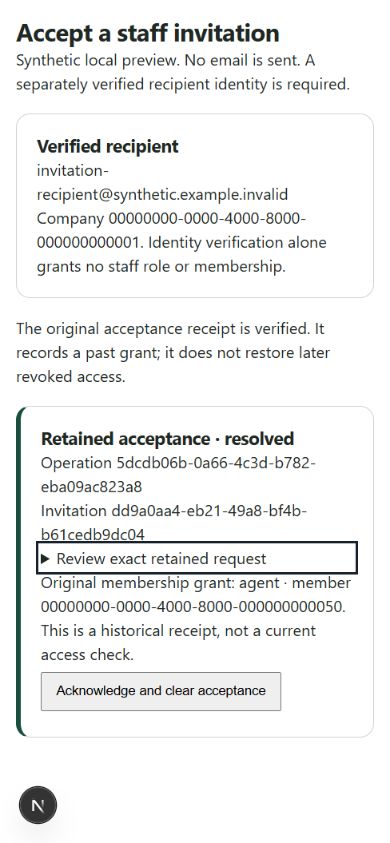 Accept a staff invitation
Synthetic local preview. No email is sent. A
separately verified recipient identity is required.
Verified recipient
invitation-
recipient@synthetic.example.invalid
Company 00000000-0000-4000-8000-
000000000001. Identity verification alone
grants no staff role or membership.
The original acceptance receipt is verified. It
records a past grant; it does not restore later
revoked access.
Retained acceptance · resolved
Operation 5dcdb06b-0a66-4c3d-b782-
eba09ac823a8
Invitation dd9a0aa4-eb21-49a8-bf4b-
b61cedb9dc04
▶ Review exact retained request
Original membership grant: agent · member
00000000-0000-4000-8000-000000000050.
This is a historical receipt, not a current
access check.
Acknowledge and clear acceptance
N